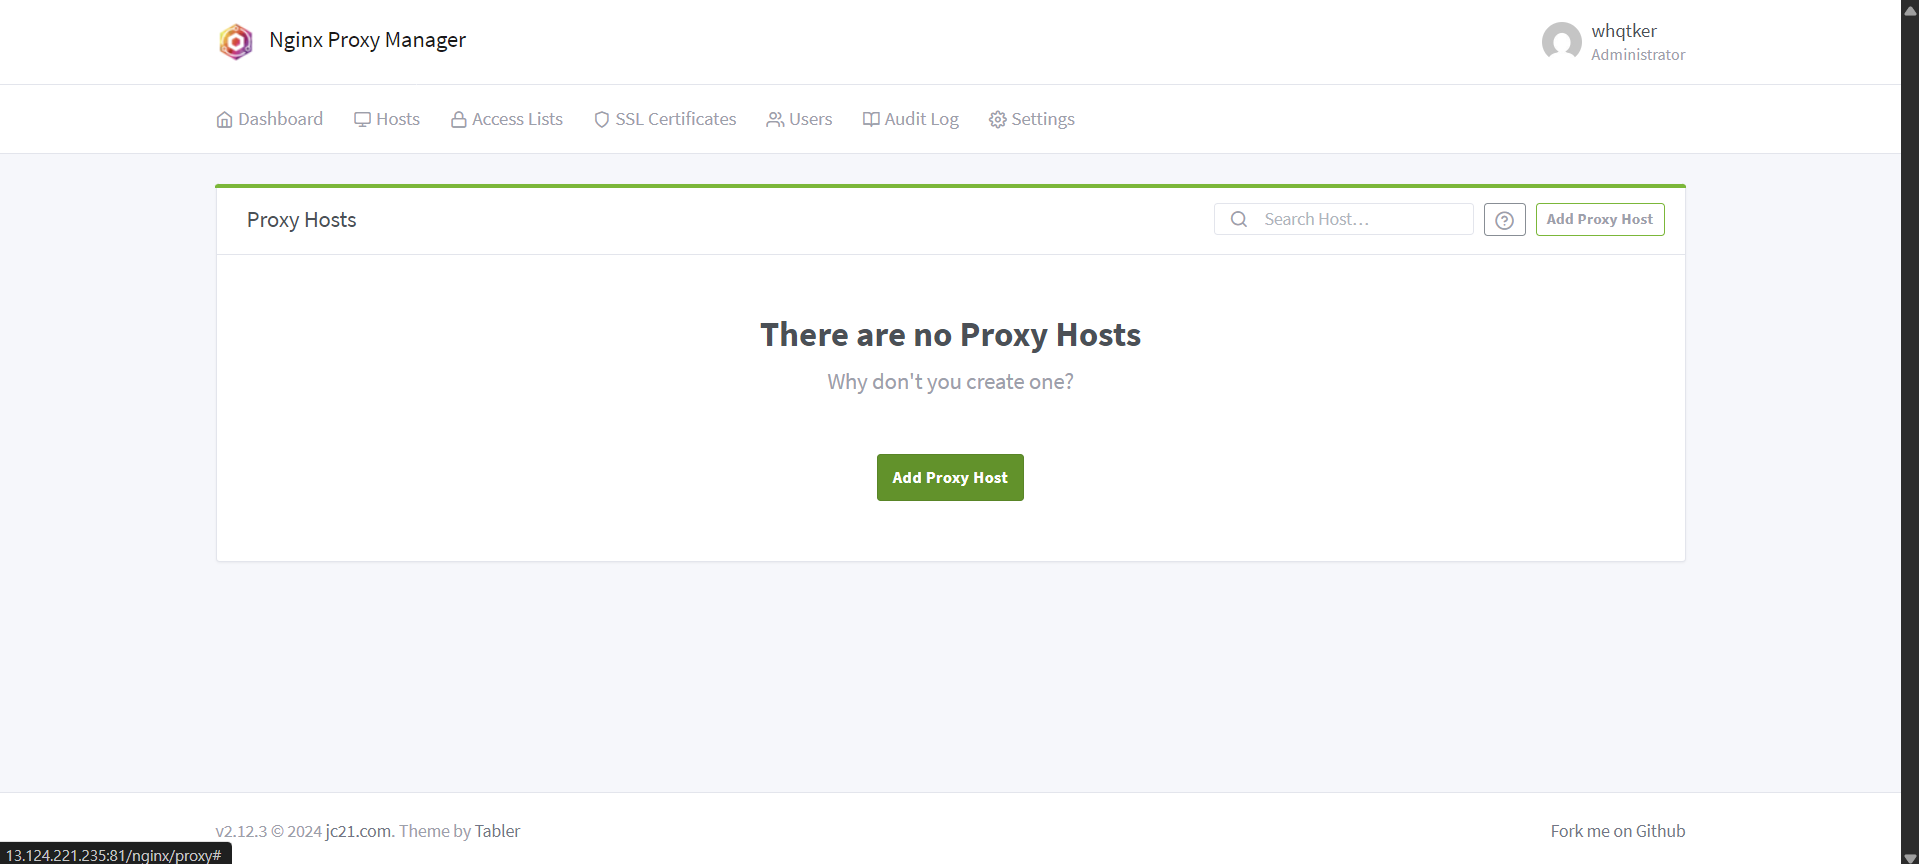 Nginx Proxy Manager
whqtker
Administrator
Dashboard Hosts Access Lists SSL Certificates Users Audit Log Settings
Proxy Hosts Search Host... Add Proxy Host
There are no Proxy Hosts
Why don't you create one?
Add Proxy Host
v2.12.3 © 2024 jc21.com. Theme by Tabler Fork me on Github
13.124.221.235:81/nginx/proxy#